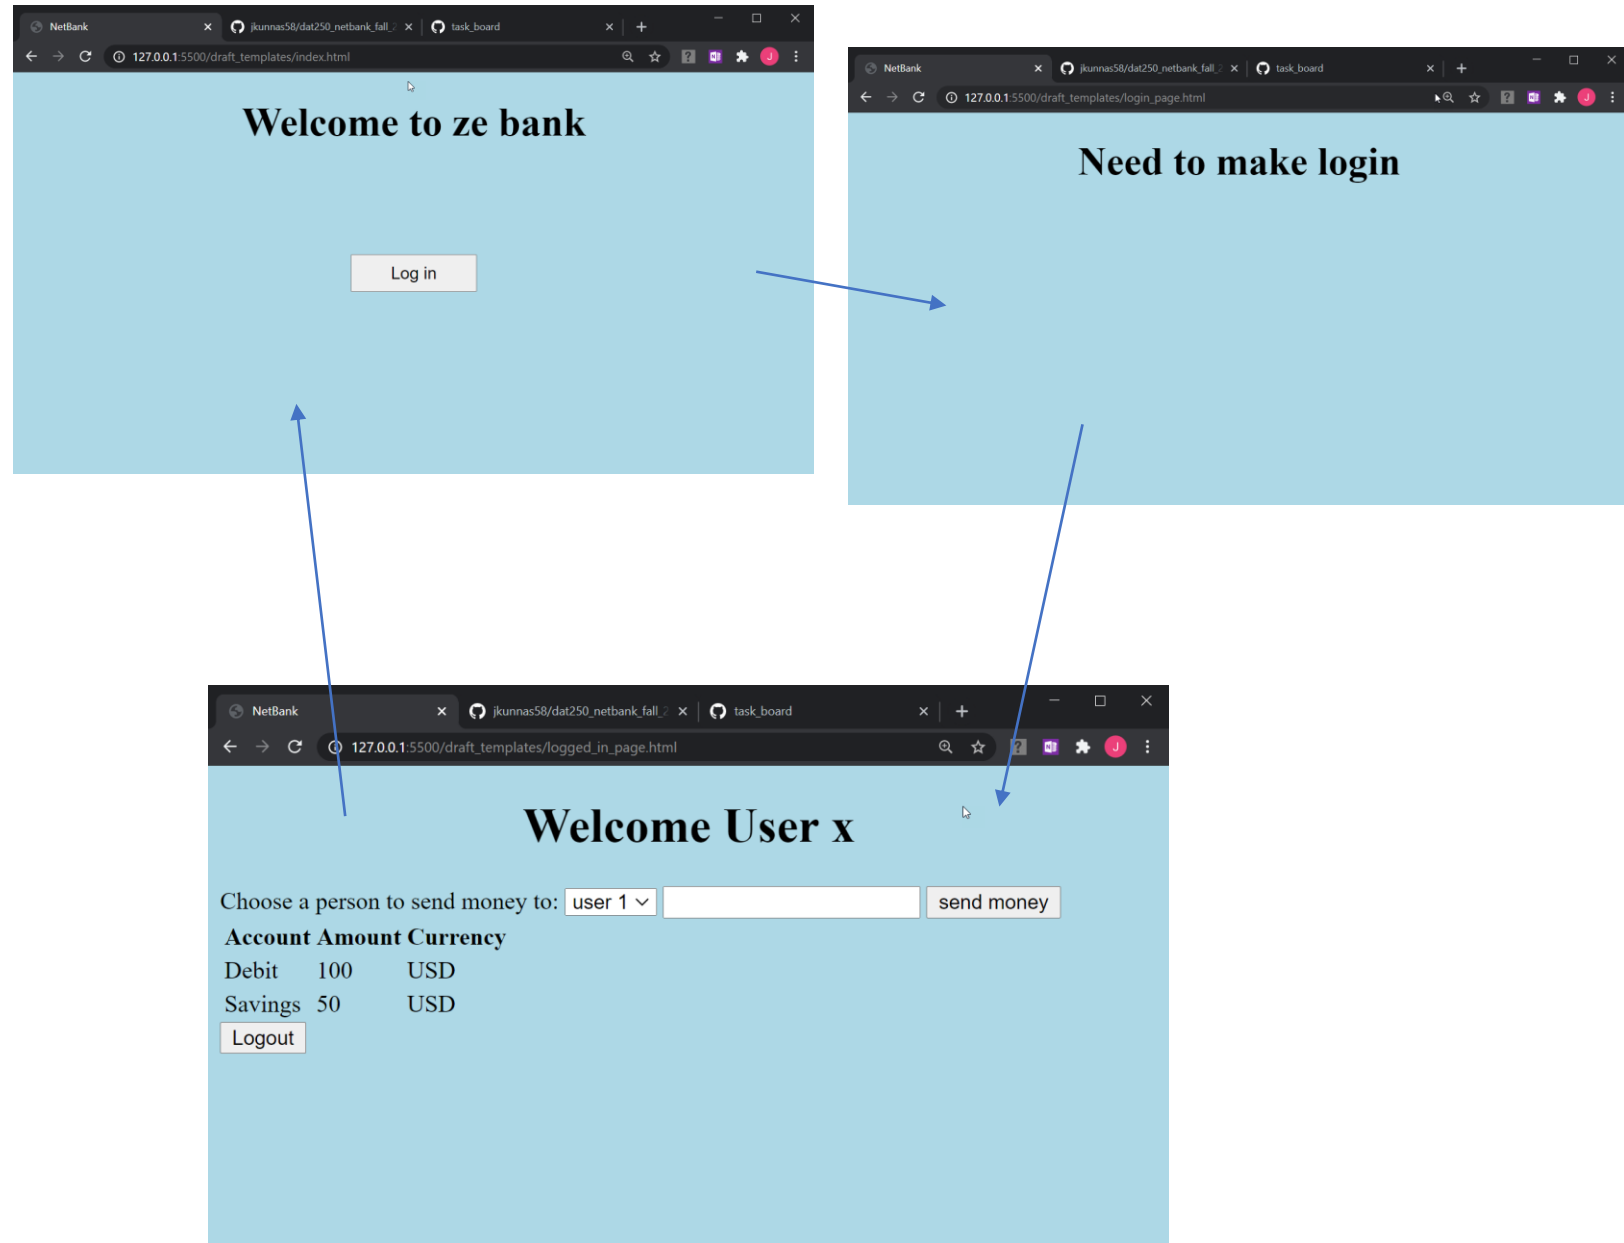 NetBank
jkunnas58/dat250_netbank_fall_2
task_board
127.0.0.1:5500/draft_templates/index.html
J
Welcome to ze bank
Log in
NetBank
jkunnas58/dat250_netbank_fall_2
task_board
127.0.0.1:5500/draft_templates/login_page.html
J
Need to make login
NetBank
jkunnas58/dat250_netbank_fall_2
task_board
127.0.0.1:5500/draft_templates/logged_in_page.html
J
Welcome User x
Choose a person to send money to: user 1 send money
Account Amount Currency
Debit 100 USD
Savings 50 USD
Logout